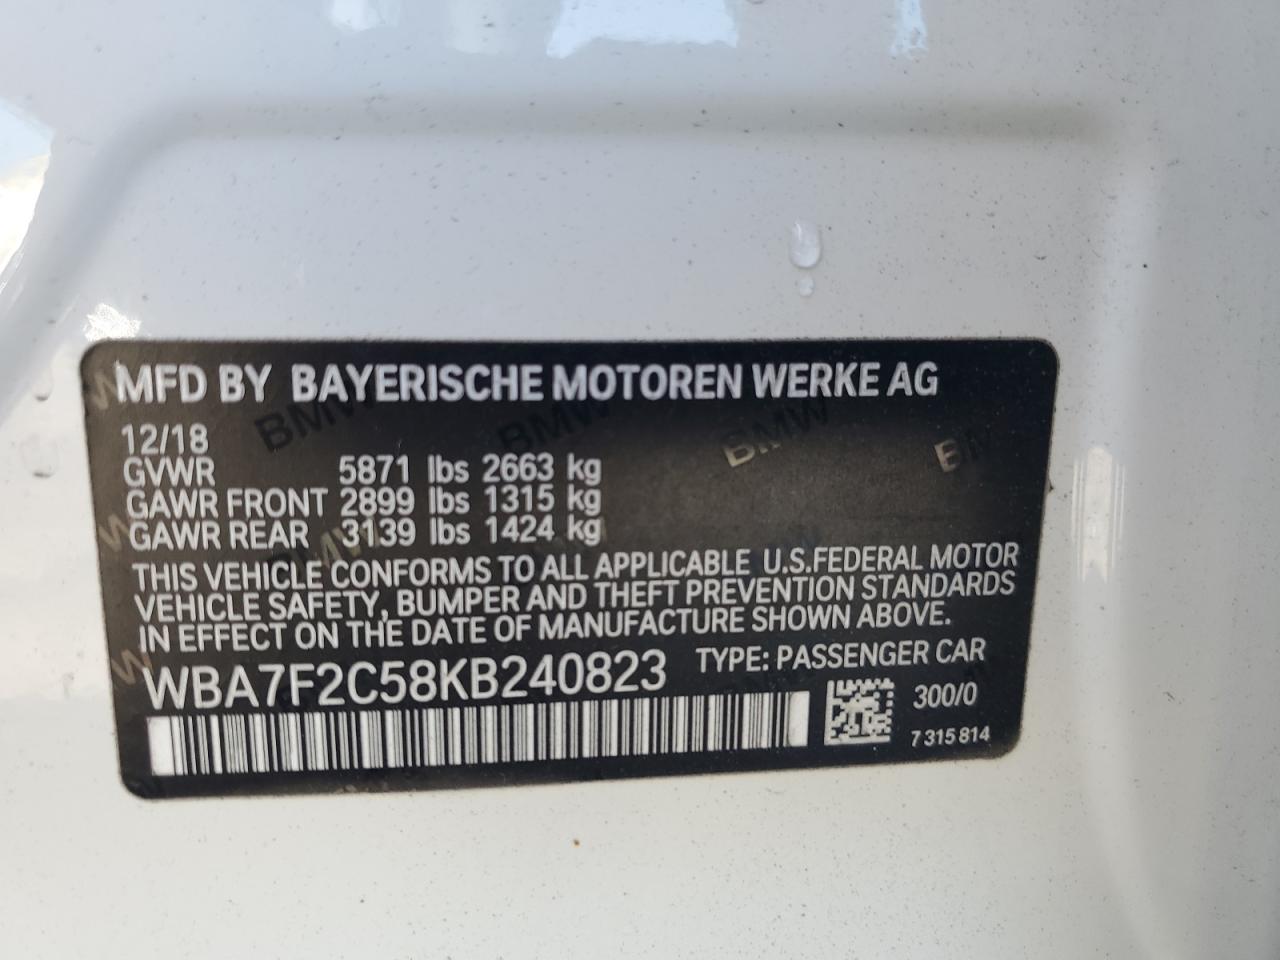 MFD BY BAYERISCHE MOTOREN WERKE AG
12/18
GVWR 5871 lbs 2663 kg
GAWR FRONT 2899 lbs 1315 kg
GAWR REAR 3139 lbs 1424 kg
THIS VEHICLE CONFORMS TO ALL APPLICABLE U.S.FEDERAL MOTOR
VEHICLE SAFETY, BUMPER AND THEFT PREVENTION STANDARDS
IN EFFECT ON THE DATE OF MANUFACTURE SHOWN ABOVE.
WBA7F2C58KB240823 TYPE: PASSENGER CAR
300/0
7 315 814
BMW
BMW
BMW